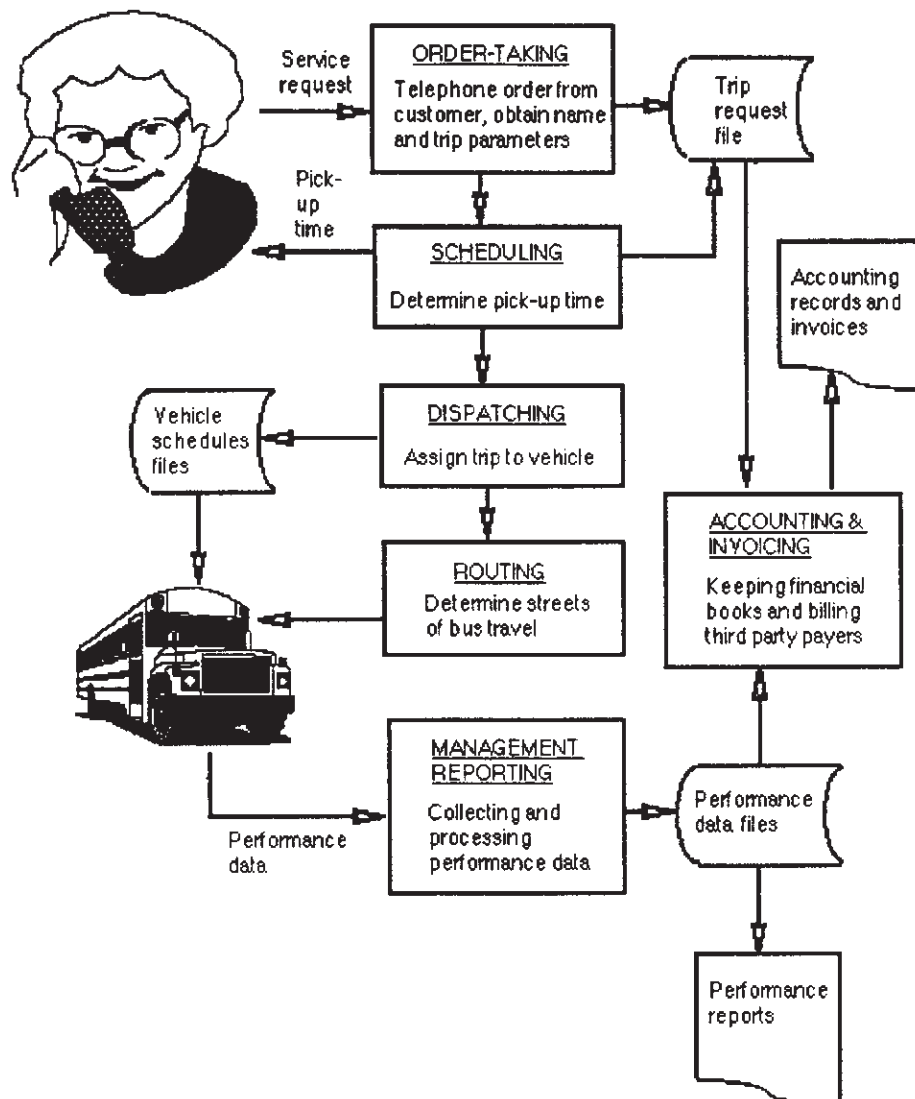 Service
request
ORDER-TAKING
Telephone order from
customer, obtain name
and trip parameters
Trip
request
file
Pick-
up
time
SCHEDULING
Determine pick-up time
Accounting
records and
invoices
Vehicle
schedules
files
DISPATCHING
Assign trip to vehicle
ROUTING
Determine streets
of bus travel
ACCOUNTING &
INVOICING
Keeping financial
books and billing
third party payers
Performance
data
MANAGEMENT
REPORTING
Collecting and
processing
performance data
Performance
data files
Performance
reports